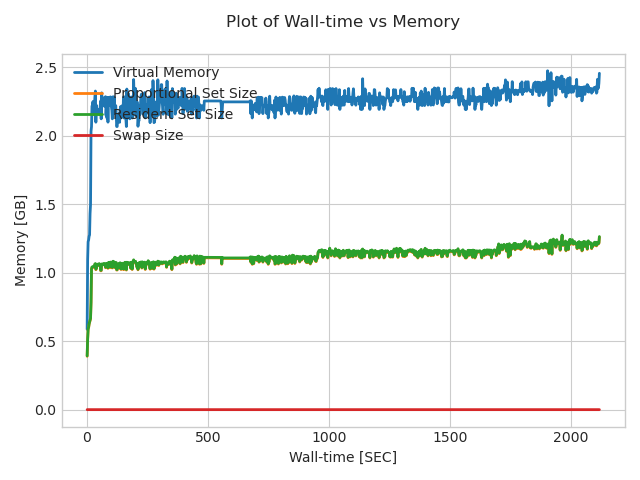 Plot of Wall-time vs Memory
2.5
Virtual Memory
Proportional Set Size
Resident Set Size
2.0
Swap Size
1.5
Memory [GB]
1.0
0.5
0.0
0 500 1000 1500 2000
Wall-time [SEC]